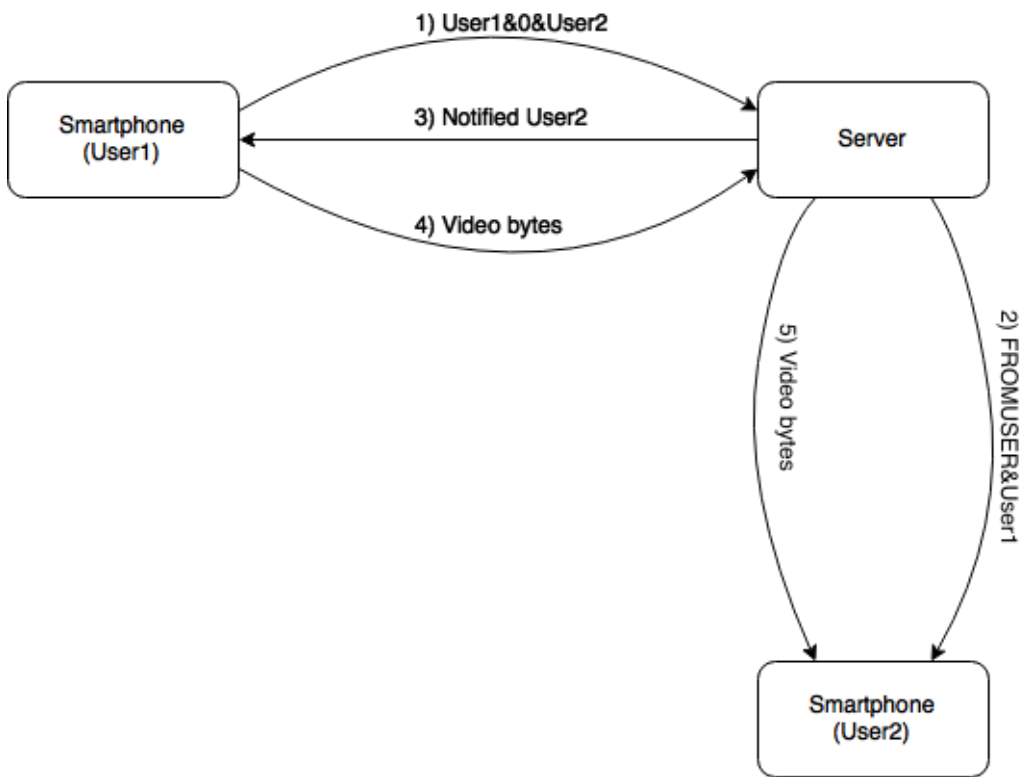 1) User1&0&User2
Smartphone
(User1)
3) Notified User2
Server
4) Video bytes
5) Video bytes
2) FROMUSER&User1
Smartphone
(User2)